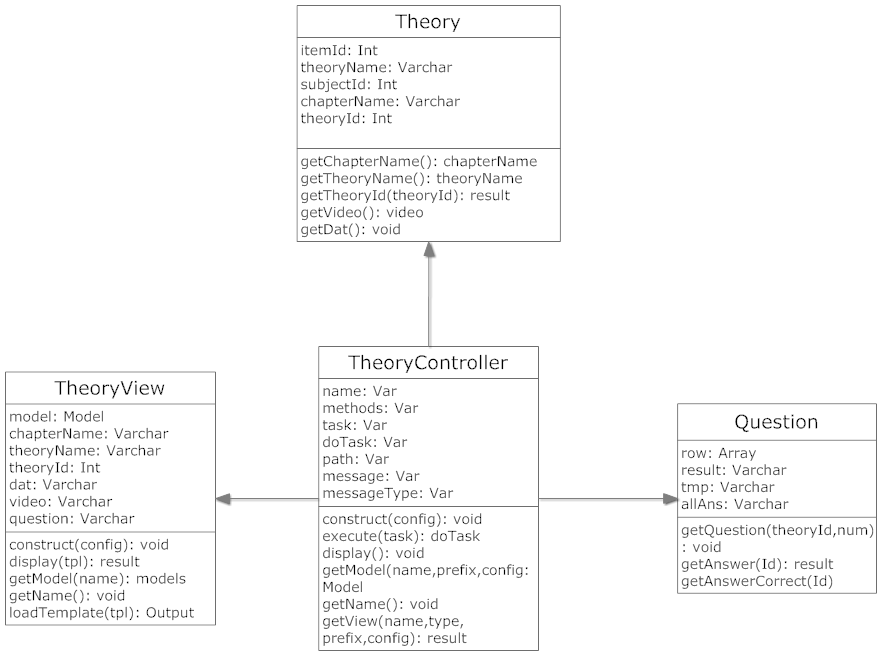 Theory
itemId: Int
theoryName: Varchar
subjectId: Int
chapterName: Varchar
theoryId: Int
getChapterName(): chapterName
getTheoryName(): theoryName
getTheoryId(theoryId): result
getVideo(): video
getDat(): void
TheoryView
model: Model
chapterName: Varchar
theoryName: Varchar
theoryId: Int
dat: Varchar
video: Varchar
question: Varchar
construct(config): void
display(tpl): result
getModel(name): models
getName(): void
loadTemplate(tpl): Output
TheoryController
name: Var
methods: Var
task: Var
doTask: Var
path: Var
message: Var
messageType: Var
construct(config): void
execute(task): doTask
display(): void
getModel(name,prefix,config:
Model
getName(): void
getView(name,type,
prefix,config): result
Question
row: Array
result: Varchar
tmp: Varchar
allAns: Varchar
getQuestion(theoryId,num)
: void
getAnswer(Id): result
getAnswerCorrect(Id)